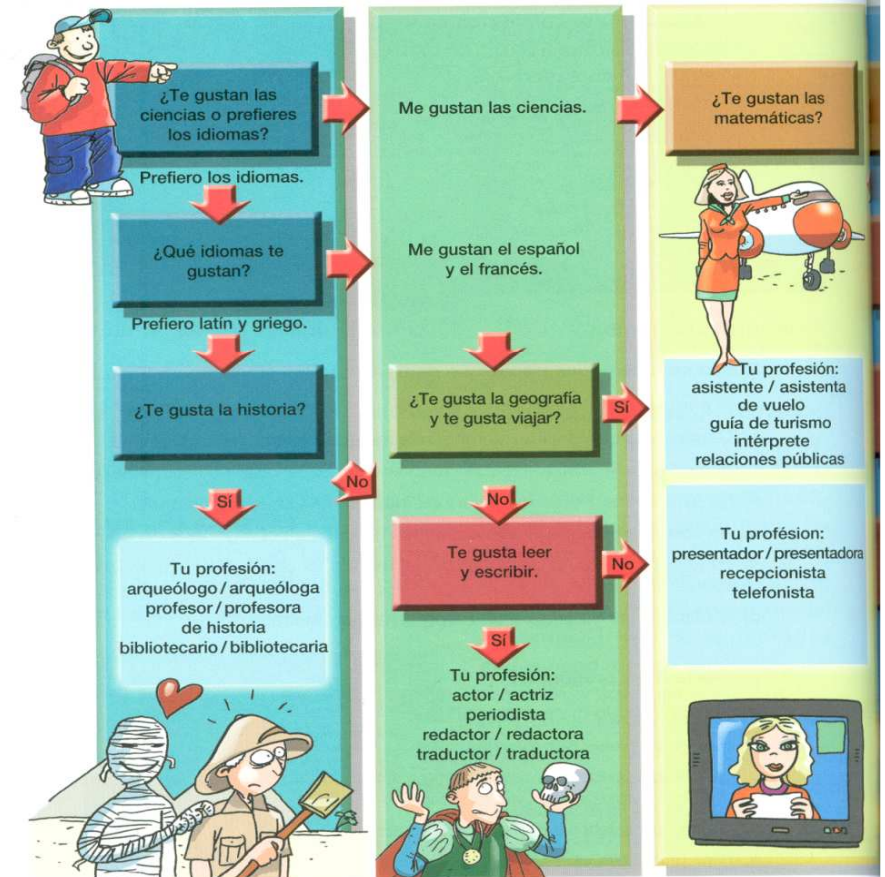 ¿Te gustan las
ciencias o prefieres
los idiomas?
Prefiero los idiomas.
¿Qué idiomas te
gustan?
Prefiero latín y griego.
¿Te gusta la historia?
Sí
Tu profesión:
arqueólogo / arqueóloga
profesor / profesora
de historia
bibliotecario / bibliotecaria
Me gustan las ciencias.
Me gustan el español
y el francés.
¿Te gusta la geografía
y te gusta viajar?
Sí
No
No
Te gusta leer
y escribir.
No
Sí
Tu profesión:
actor / actriz
periodista
redactor / redactora
traductor / traductora
¿Te gustan las
matemáticas?
Tu profesión:
asistente / asistenta
de vuelo
guía de turismo
intérprete
relaciones públicas
Tu profésion:
presentador / presentadora
recepcionista
telefonista